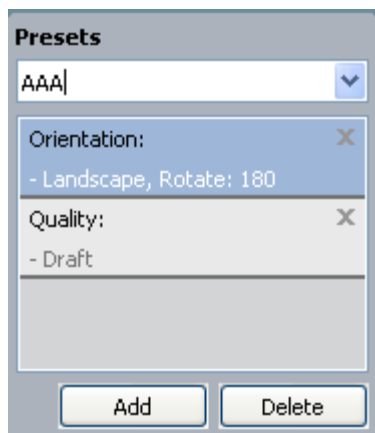 Presets
AAA
Orientation:
- Landscape, Rotate: 180
Quality:
- Draft
Add
Delete